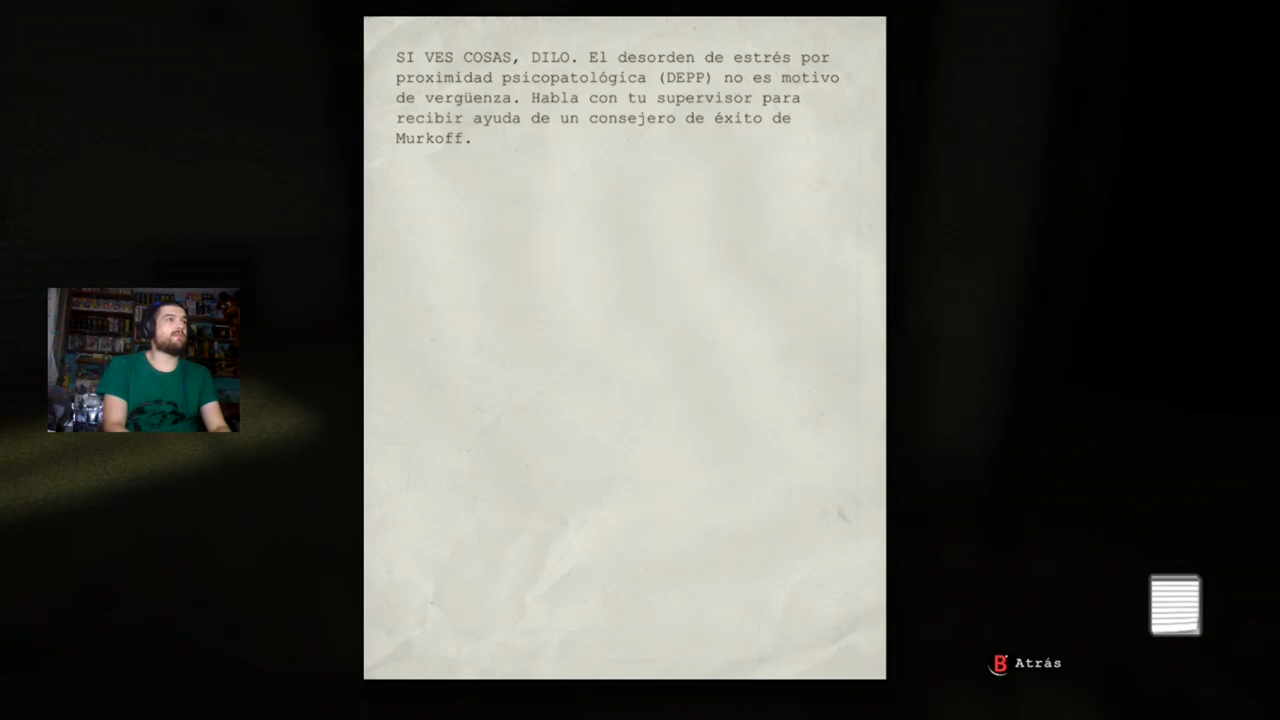 SI VES COSAS, DILO. El desorden de estrés por
proximidad psicopatológica (DEPP) no es motivo
de vergüenza. Habla con tu supervisor para
recibir ayuda de un consejero de éxito de
Murkoff.
B Atrás